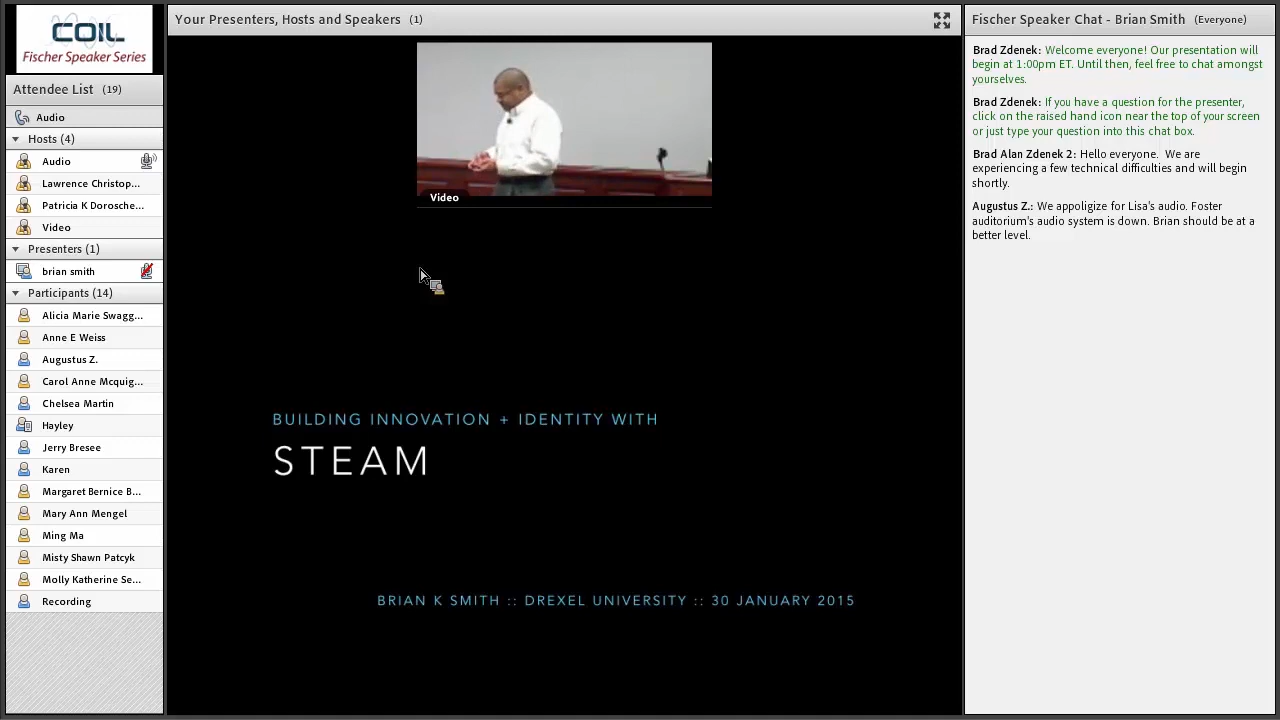 COIL
Fischer Speaker Series
Attendee List (19)
Audio
Hosts (4)
Audio
Lawrence Christop...
Patricia K Dorosche...
Video
Presenters (1)
brian smith
Participants (14)
Alicia Marie Swagg...
Anne E Weiss
Augustus Z.
Carol Anne Mcquig...
Chelsea Martin
Hayley
Jerry Bresee
Karen
Margaret Bernice B...
Mary Ann Mengel
Ming Ma
Misty Shawn Patcyk
Molly Katherine Se...
Recording
Your Presenters, Hosts and Speakers (1)
Video
BUILDING INNOVATION + IDENTITY WITH
STEAM
BRIAN K SMITH :: DREXEL UNIVERSITY :: 30 JANUARY 2015
Fischer Speaker Chat - Brian Smith (Everyone)
Brad Zdenek: Welcome everyone! Our presentation will
begin at 1:00pm ET. Until then, feel free to chat amongst
yourselves.
Brad Zdenek: If you have a question for the presenter,
click on the raised hand icon near the top of your screen
or just type your question into this chat box.
Brad Alan Zdenek 2: Hello everyone. We are
experiencing a few technical difficulties and will begin
shortly.
Augustus Z.: We appoligize for Lisa's audio. Foster
auditorium's audio system is down. Brian should be at a
better level.